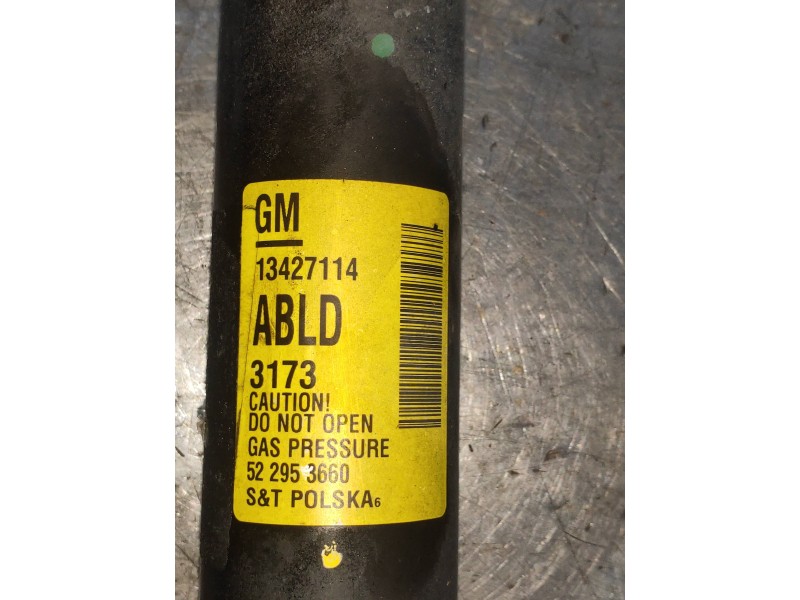 GM
13427114
ABLD
3173
CAUTION!
DO NOT OPEN
GAS PRESSURE
52 295 3660
S&T POLSKA6